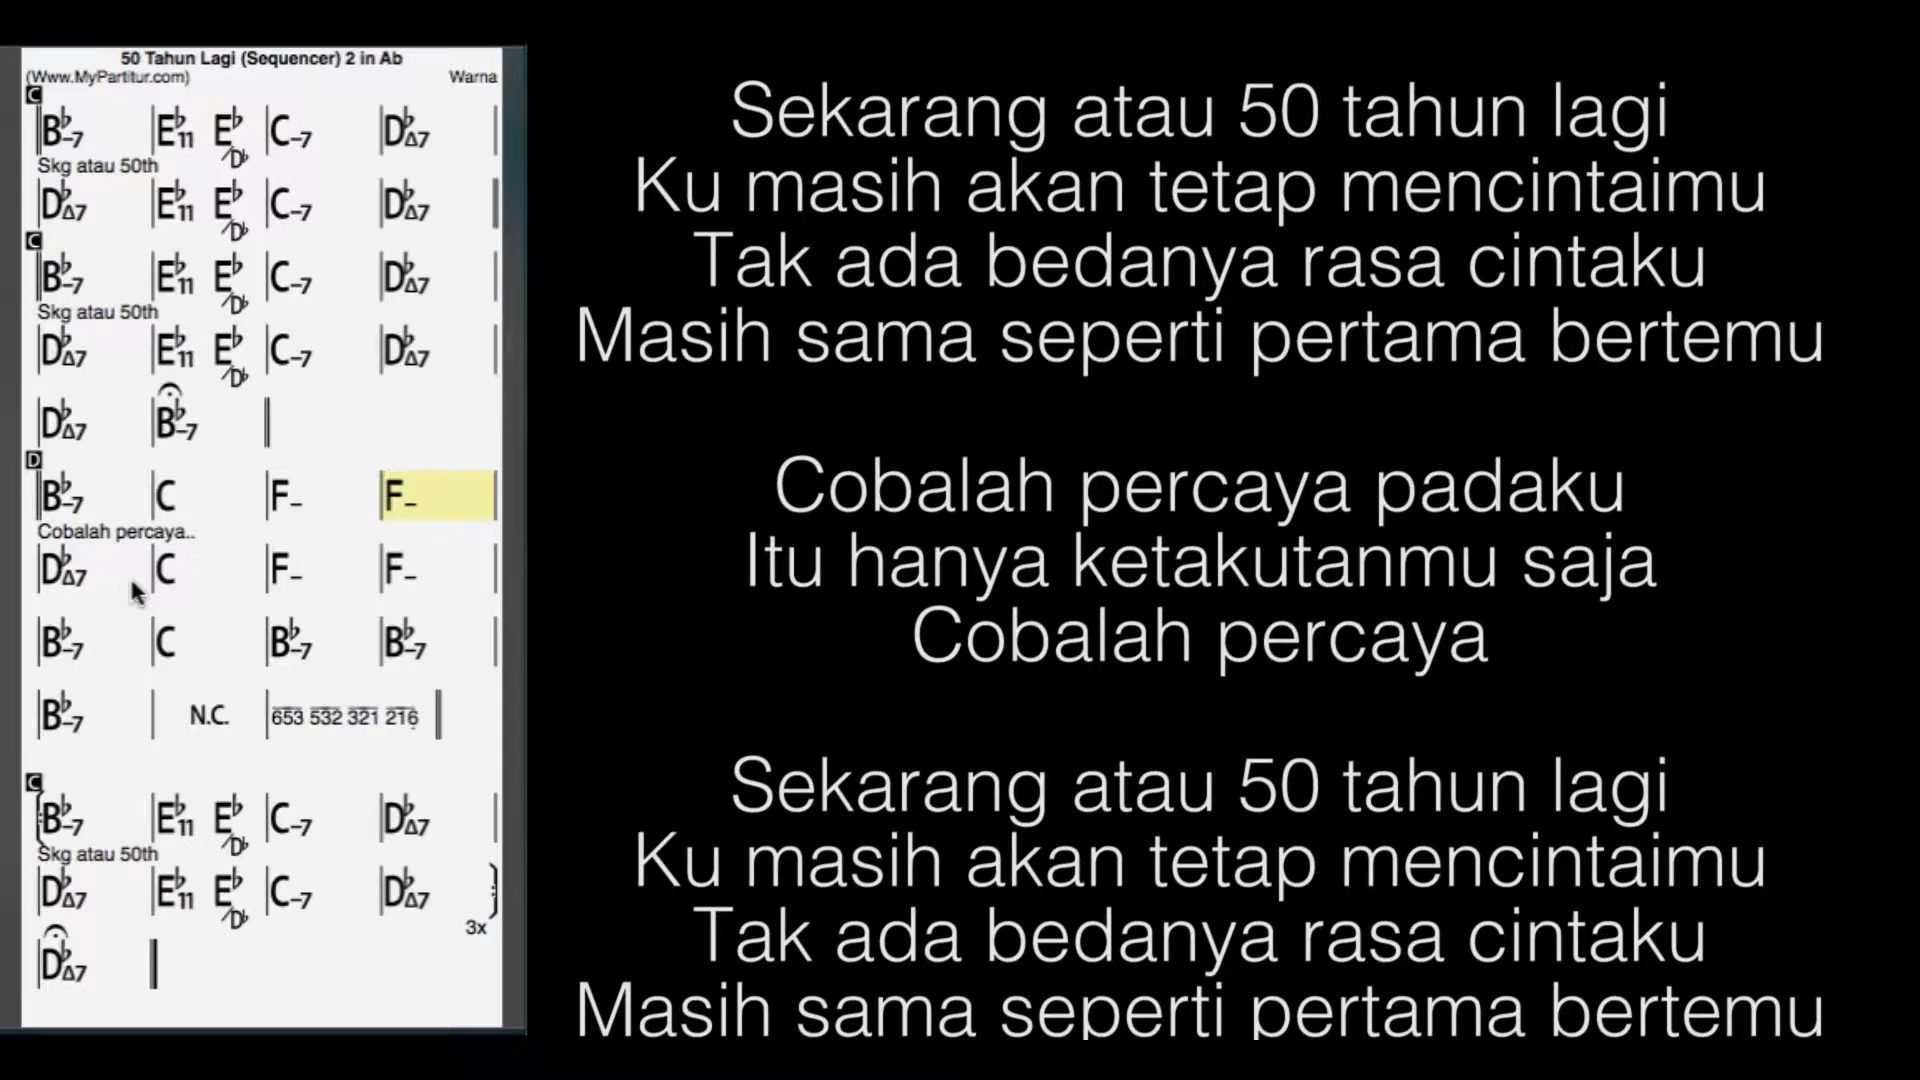 50 Tahun Lagi (Sequencer) 2 in Ab
(Www.MyPartitur.com) Warna
C
B♭–7 E♭11 E♭/D♭ C–7 D♭Δ7
Skg atau 50th
D♭Δ7 E♭11 E♭/D♭ C–7 D♭Δ7
C
B♭–7 E♭11 E♭/D♭ C–7 D♭Δ7
Skg atau 50th
D♭Δ7 E♭11 E♭/D♭ C–7 D♭Δ7
D♭Δ7 B♭–7
D
B♭–7 C F– F–
Cobalah percaya..
D♭Δ7 C F– F–
B♭–7 C B♭–7 B♭–7
B♭–7 N.C. 653 532 321 216
C
B♭–7 E♭11 E♭/D♭ C–7 D♭Δ7
Skg atau 50th
D♭Δ7 E♭11 E♭/D♭ C–7 D♭Δ7
3x
D♭Δ7
Sekarang atau 50 tahun lagi
Ku masih akan tetap mencintaimu
Tak ada bedanya rasa cintaku
Masih sama seperti pertama bertemu
Cobalah percaya padaku
Itu hanya ketakutanmu saja
Cobalah percaya
Sekarang atau 50 tahun lagi
Ku masih akan tetap mencintaimu
Tak ada bedanya rasa cintaku
Masih sama seperti pertama bertemu